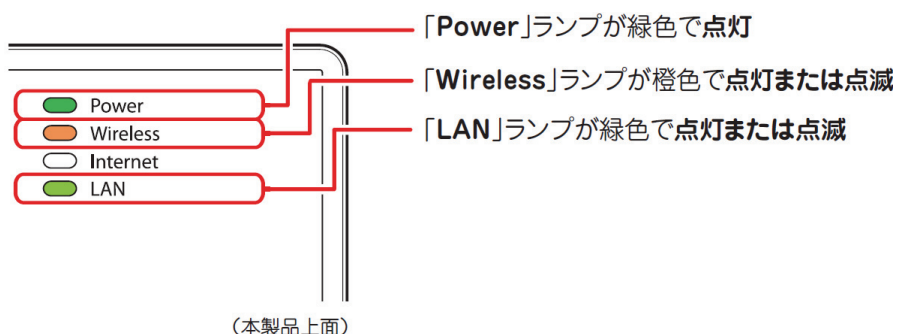 「Power」ランプが緑色で点灯
「Wireless」ランプが橙色で点灯または点滅
「LAN」ランプが緑色で点灯または点滅
Power
Wireless
Internet
LAN
（本製品上面）